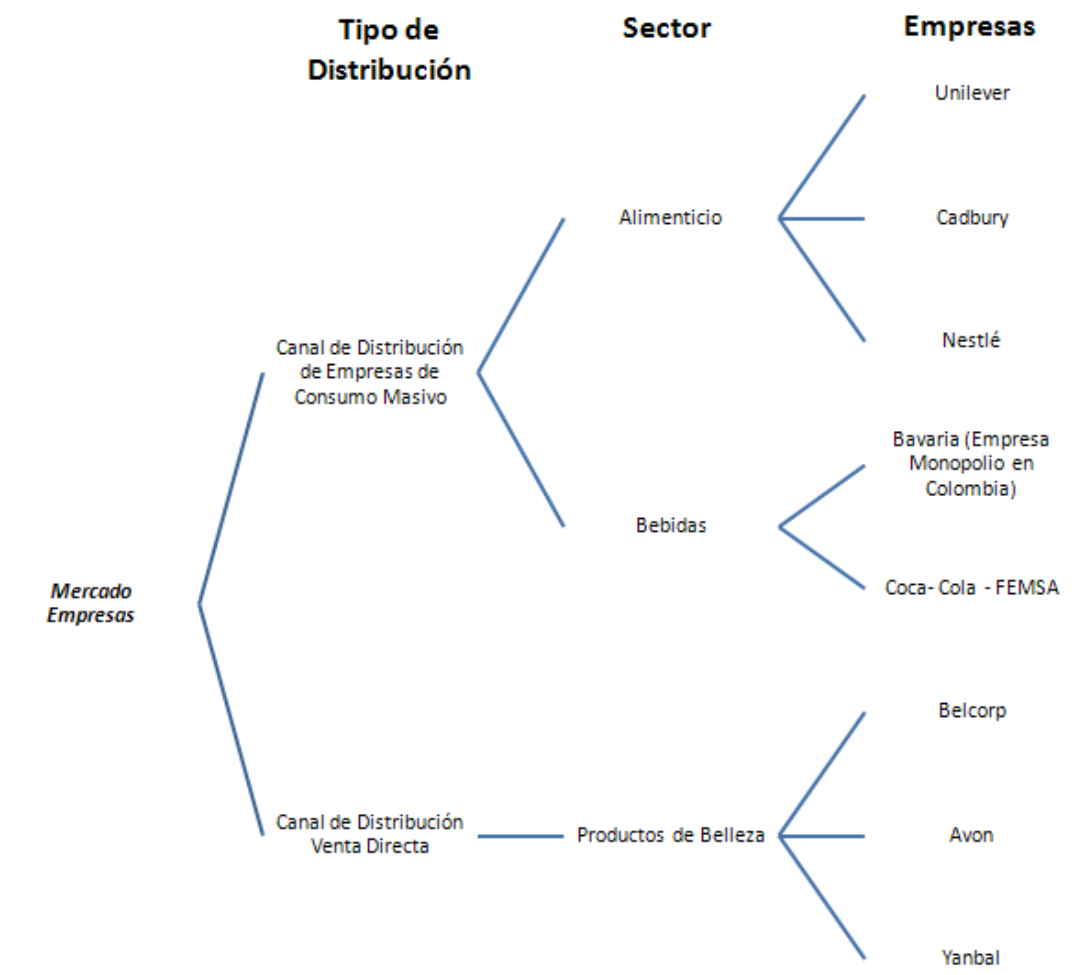 Tipo de
Distribución
Sector
Empresas
Unilever
Alimenticio
Cadbury
Nestlé
Canal de Distribución
de Empresas de
Consumo Masivo
Bavaria (Empresa
Monopolio en
Colombia)
Bebidas
Coca- Cola - FEMSA
Mercado
Empresas
Belcorp
Canal de Distribución
Venta Directa
Productos de Belleza
Avon
Yanbal